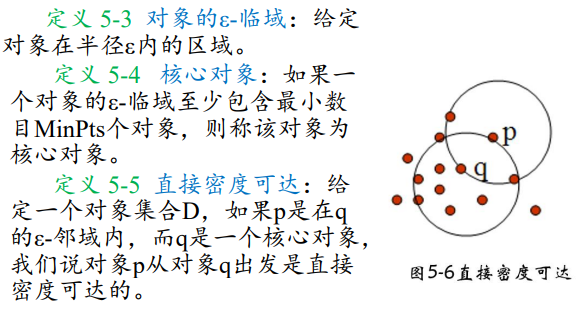 定义 5-3 对象的ε-临域：给定
对象在半径ε内的区域。
定义 5-4 核心对象：如果一
个对象的ε-临域至少包含最小数
目MinPts个对象，则称该对象为
核心对象。
定义 5-5 直接密度可达：给
定一个对象集合D，如果p是在q
的ε-邻域内，而q是一个核心对象，
我们说对象p从对象q出发是直接
密度可达的。
p
q
图5-6直接密度可达